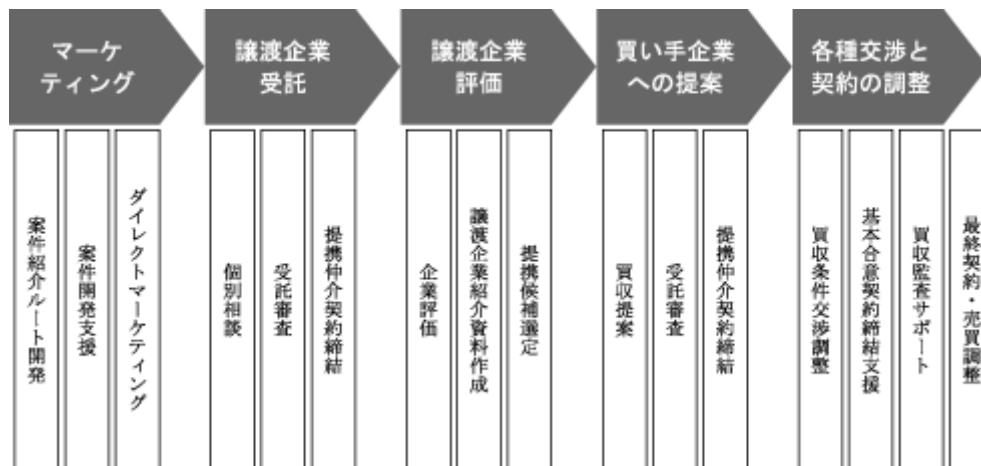 マーケ
ティング
譲渡企業
受託
譲渡企業
評価
買い手企業
への提案
各種交渉と
契約の調整
案件紹介ルート開発
案件開発支援
ダイレクトマーケティング
個別相談
受託審査
提携仲介契約締結
企業評価
譲渡企業紹介資料作成
提携候補選定
買収提案
受託審査
提携仲介契約締結
買収条件交渉調整
基本合意契約締結支援
買収監査サポート
最終契約・売買調整